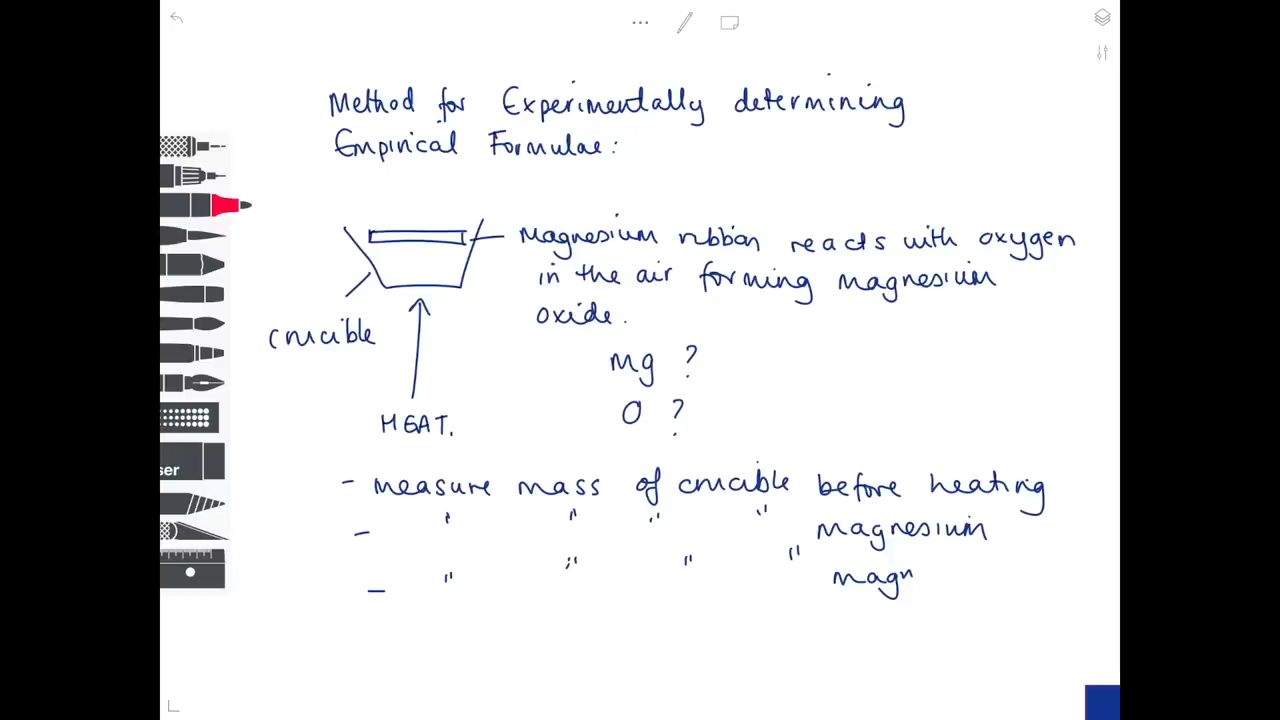 Method for Experimentally determining
Empirical Formulae:
Magnesium ribbon reacts with oxygen
in the air forming magnesium
oxide.
crucible
Mg ?
O ?
HEAT.
- measure mass of crucible before heating
- " " " " magnesium
- " " " " magn
ser